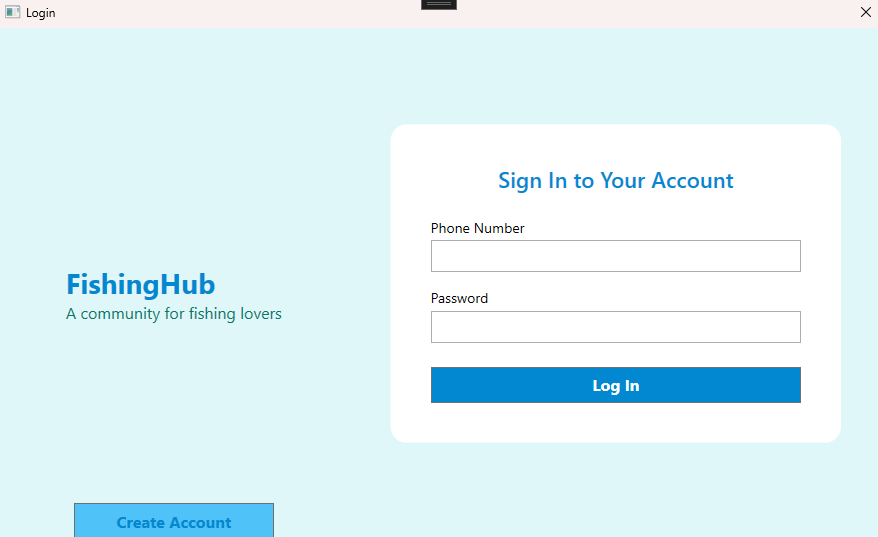 Login
FishingHub
A community for fishing lovers
Create Account
Sign In to Your Account
Phone Number
Password
Log In